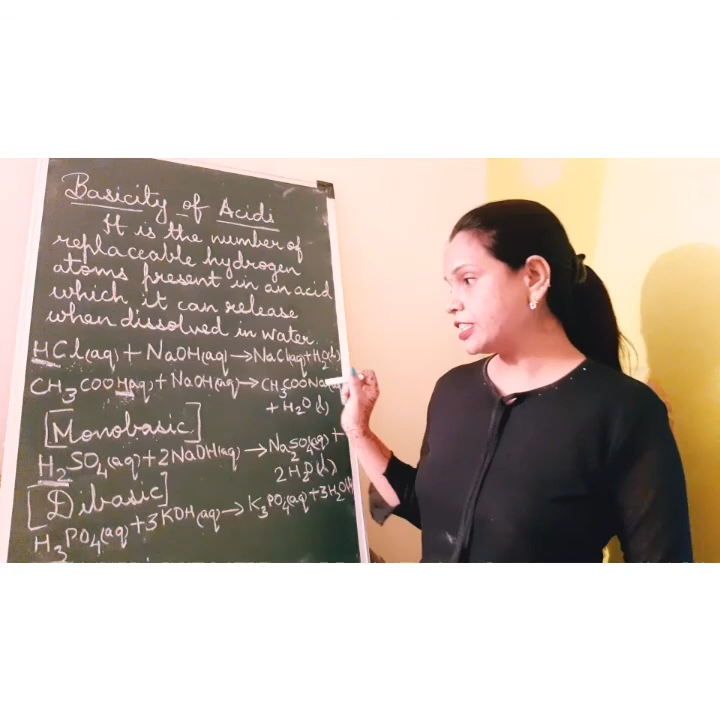 Basicity of Acids
It is the number of
replaceable hydrogen
atoms present in an acid
which it can release
when dissolved in water.
HCl(aq) + NaOH(aq) → NaCl(aq) + H2O(l)
CH3COOH(aq) + NaOH(aq) → CH3COONa
+ H2O(l)
[Monobasic]
H2SO4(aq) + 2NaOH(aq) → Na2SO4(aq) +
2H2O(l)
[Dibasic]
H3PO4(aq) + 3KOH(aq) → K3PO4(aq) + 3H2O